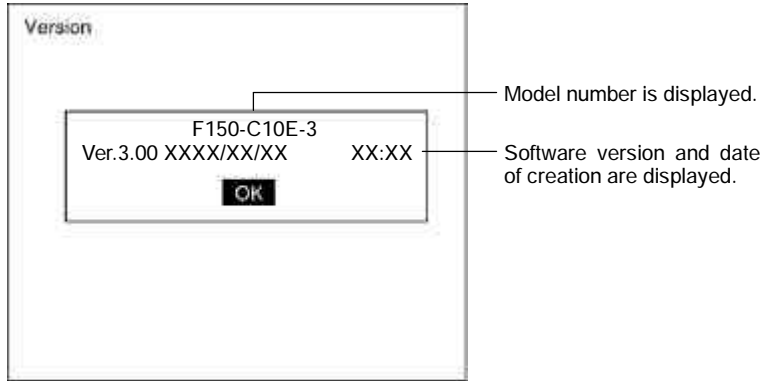 Version
F150-C10E-3
Ver.3.00 XXXX/XX/XX XX:XX
OK
Model number is displayed.
Software version and date
of creation are displayed.